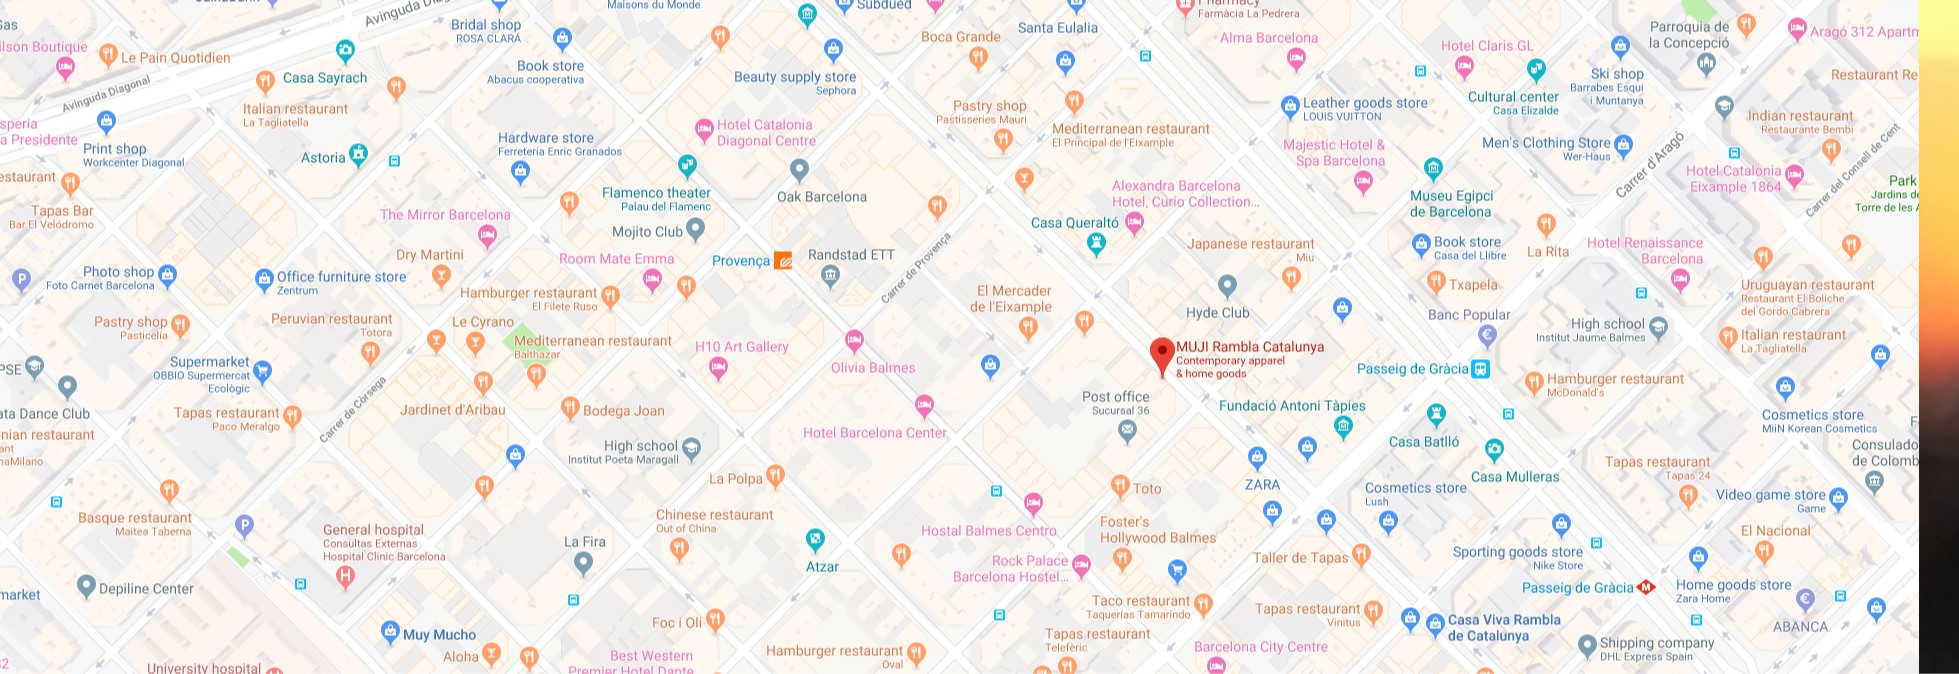 Gas
ilson Boutique
Le Pain Quotidien
Avinguda Diag
Avinguda Diagonal
speria
a Presidente
Print shop
Workcenter Diagonal
estaurant
Tapas Bar
Bar El Velódromo
Photo shop
Foto Carnet Barcelona
Pastry shop
Pasticelia
Supermarket
OBBIO Supermercat
Ecològic
PSE
ata Dance Club
nian restaurant
ant
naMilano
Tapas restaurant
Paco Meralgo
Basque restaurant
Maitea Taberna
Depiline Center
market
University hospital
Casa Sayrach
Italian restaurant
La Tagliatella
Astoria
Bridal shop
ROSA CLARÁ
Book store
Abacus cooperativa
Hardware store
Ferreteria Enric Granados
The Mirror Barcelona
Dry Martini
Office furniture store
Zentrum
Peruvian restaurant
Totora
Hamburger restaurant
El Filete Ruso
Le Cyrano
Mediterranean restaurant
Balthazar
Carrer de Còrsega
Jardinet d'Aribau
Bodega Joan
High school
Institut Poeta Maragall
General hospital
Consultas Externas
Hospital Clinic Barcelona
La Fira
Muy Mucho
Aloha
Maisons du Monde
Subdued
Beauty supply store
Sephora
Hotel Catalonia
Diagonal Centre
Flamenco theater
Palau del Flamenc
Mojito Club
Oak Barcelona
Room Mate Emma
Provença
Randstad ETT
Carrer de Provença
H10 Art Gallery
Olivia Balmes
Hotel Barcelona Center
La Polpa
Chinese restaurant
Out of China
Atzar
Foc i Oli
Best Western
Premier Hotel Dante
Hamburger restaurant
Oval
Boca Grande
Santa Eulalia
Pharmacy
Farmàcia La Pedrera
Alma Barcelona
Pastry shop
Pastisseries Mauri
Mediterranean restaurant
El Principal de l'Eixample
Alexandra Barcelona
Hotel, Curio Collection...
Casa Queraltó
Leather goods store
LOUIS VUITTON
Majestic Hotel &
Spa Barcelona
Japanese restaurant
Miu
El Mercader
de l'Eixample
Hyde Club
MUJI Rambla Catalunya
Contemporary apparel
& home goods
Post office
Sucursal 36
Fundació Antoni Tàpies
Toto
ZARA
Hostal Balmes Centro
Foster's
Hollywood Balmes
Rock Palace
Barcelona Hostel...
Taco restaurant
Taquerías Tamarindo
Tapas restaurant
Telefèric
Taller de Tapas
Tapas restaurant
Vinitus
Barcelona City Centre
Hotel Claris GL
Cultural center
Casa Elizalde
Parroquia de
la Concepció
Ski shop
Barrabes Esqui
i Muntanya
Men's Clothing Store
Wer-Haus
Aragó 312 Apartm
Restaurant Re
Indian restaurant
Restaurante Bembi
Carrer d'Aragó
Hotel Catalonia
Eixample 1864
Carrer del Consell de Cent
Park
Jardins de
Torre de les A
Museu Egipci
de Barcelona
Book store
Casa del Llibre
La Rita
Txapela
Hotel Renaissance
Barcelona
Uruguayan restaurant
Restaurant El Boliche
del Gordo Cabrera
Banc Popular
High school
Institut Jaume Balmes
Italian restaurant
La Tagliatella
Passeig de Gràcia
Hamburger restaurant
McDonald's
Cosmetics store
MiiN Korean Cosmetics
Casa Batlló
Casa Mulleras
Consulado
de Colomb
Tapas restaurant
Tapas 24
Cosmetics store
Lush
Video game store
Game
El Nacional
Sporting goods store
Nike Store
Passeig de Gràcia
Home goods store
Zara Home
ABANCA
Casa Viva Rambla
de Catalunya
Shipping company
DHL Express Spain